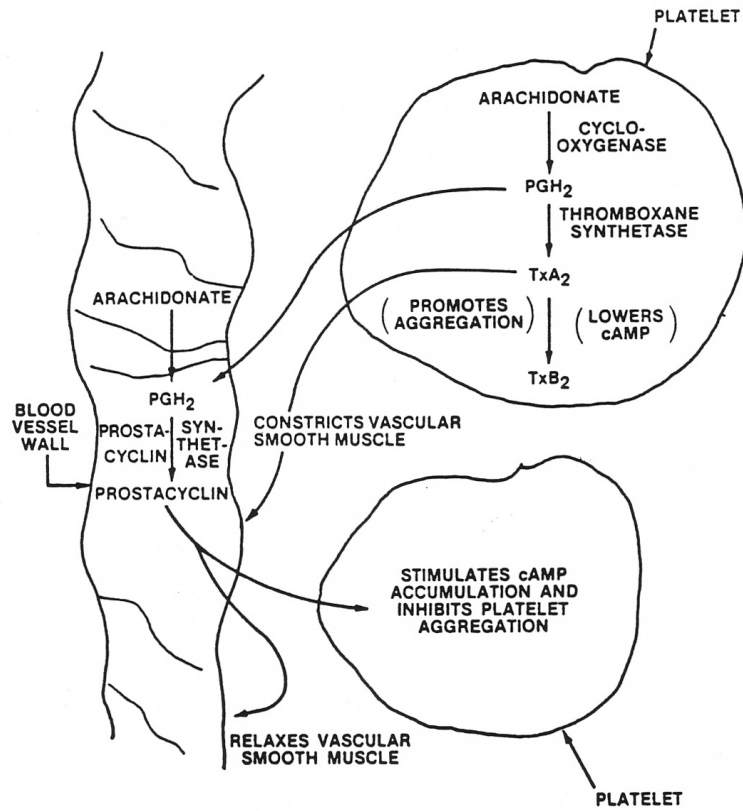 PLATELET
ARACHIDONATE
CYCLO-
OXYGENASE
PGH2
THROMBOXANE
SYNTHETASE
TxA2
(PROMOTES
AGGREGATION)
(LOWERS
cAMP)
TxB2
ARACHIDONATE
PGH2
BLOOD
VESSEL
WALL
PROSTA-
CYCLIN
SYN-
THET-
ASE
PROSTACYCLIN
CONSTRICTS VASCULAR
SMOOTH MUSCLE
STIMULATES cAMP
ACCUMULATION AND
INHIBITS PLATELET
AGGREGATION
RELAXES VASCULAR
SMOOTH MUSCLE
PLATELET